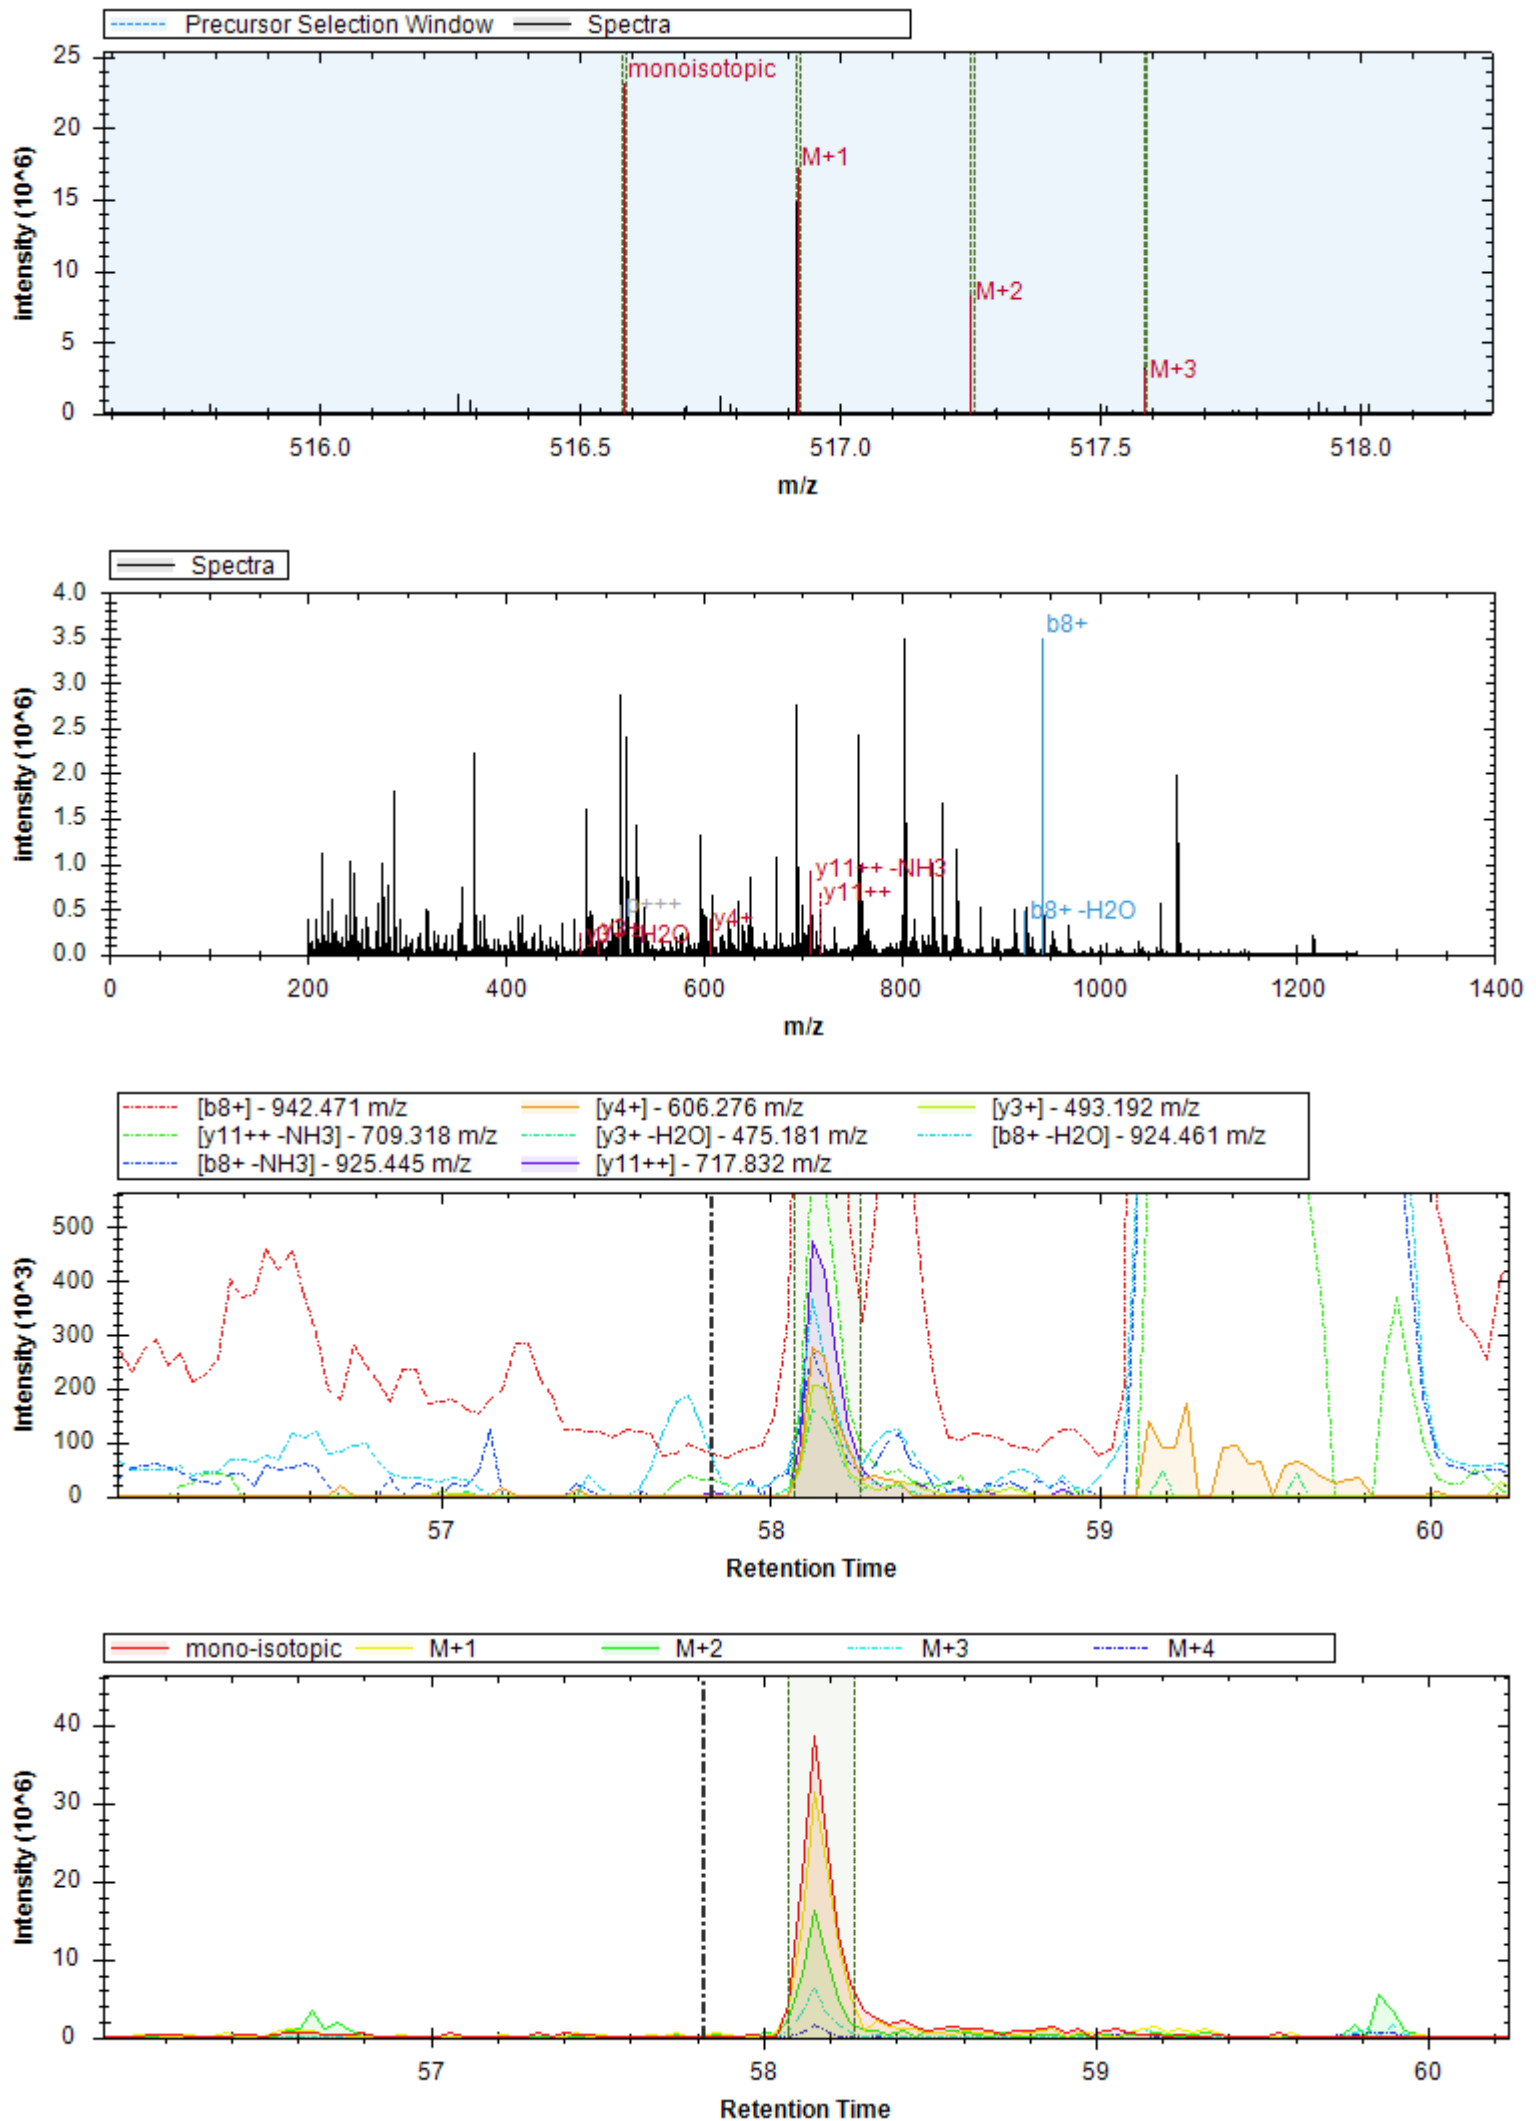 Precursor Selection Window Spectra
25
20
15
10
5
0
intensity (10^6)
monoisotopic
M+1
M+2
M+3
516.0 516.5 517.0 517.5 518.0
m/z
Spectra
4.0
3.5
3.0
2.5
2.0
1.5
1.0
0.5
0.0
intensity (10^6)
b8+
y11++ -NH3
y11++
y4+
b8+ -H2O
0 200 400 600 800 1000 1200 1400
m/z
[b8+] - 942.471 m/z [y4+] - 606.276 m/z [y3+] - 493.192 m/z
[y11++ -NH3] - 709.318 m/z [y3+ -H2O] - 475.181 m/z [b8+ -H2O] - 924.461 m/z
[b8+ -NH3] - 925.445 m/z [y11++] - 717.832 m/z
500
400
300
200
100
0
Intensity (10^3)
57 58 59 60
Retention Time
mono-isotopic M+1 M+2 M+3 M+4
40
30
20
10
0
Intensity (10^6)
57 58 59 60
Retention Time